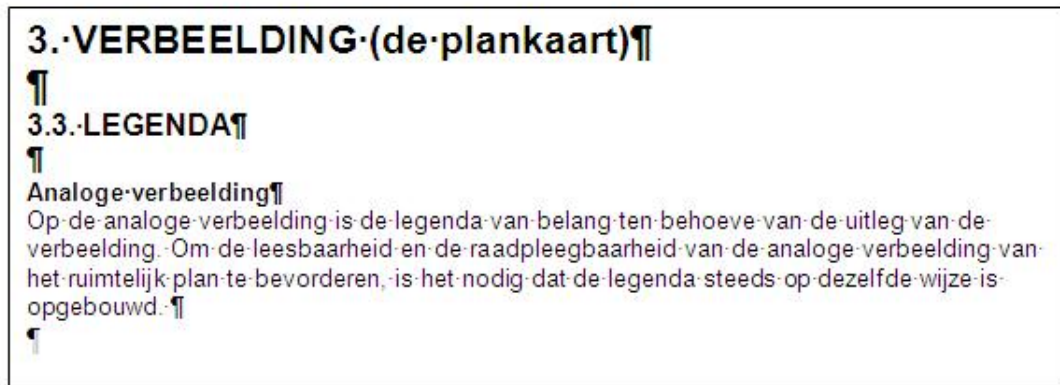 3. VERBEELDING (de plankaart)¶
¶
3.3. LEGENDA¶
¶
Analoge verbeelding¶
Op de analoge verbeelding is de legenda van belang ten behoeve van de uitleg van de
verbeelding. Om de leesbaarheid en de raadpleegbaarheid van de analoge verbeelding van
het ruimtelijk plan te bevorderen, is het nodig dat de legenda steeds op dezelfde wijze is
opgebouwd. ¶
¶